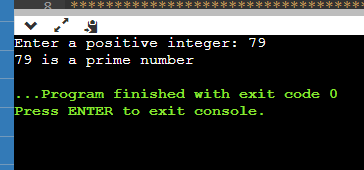 8 ************************************
Enter a positive integer: 79
79 is a prime number
...Program finished with exit code 0
Press ENTER to exit console.